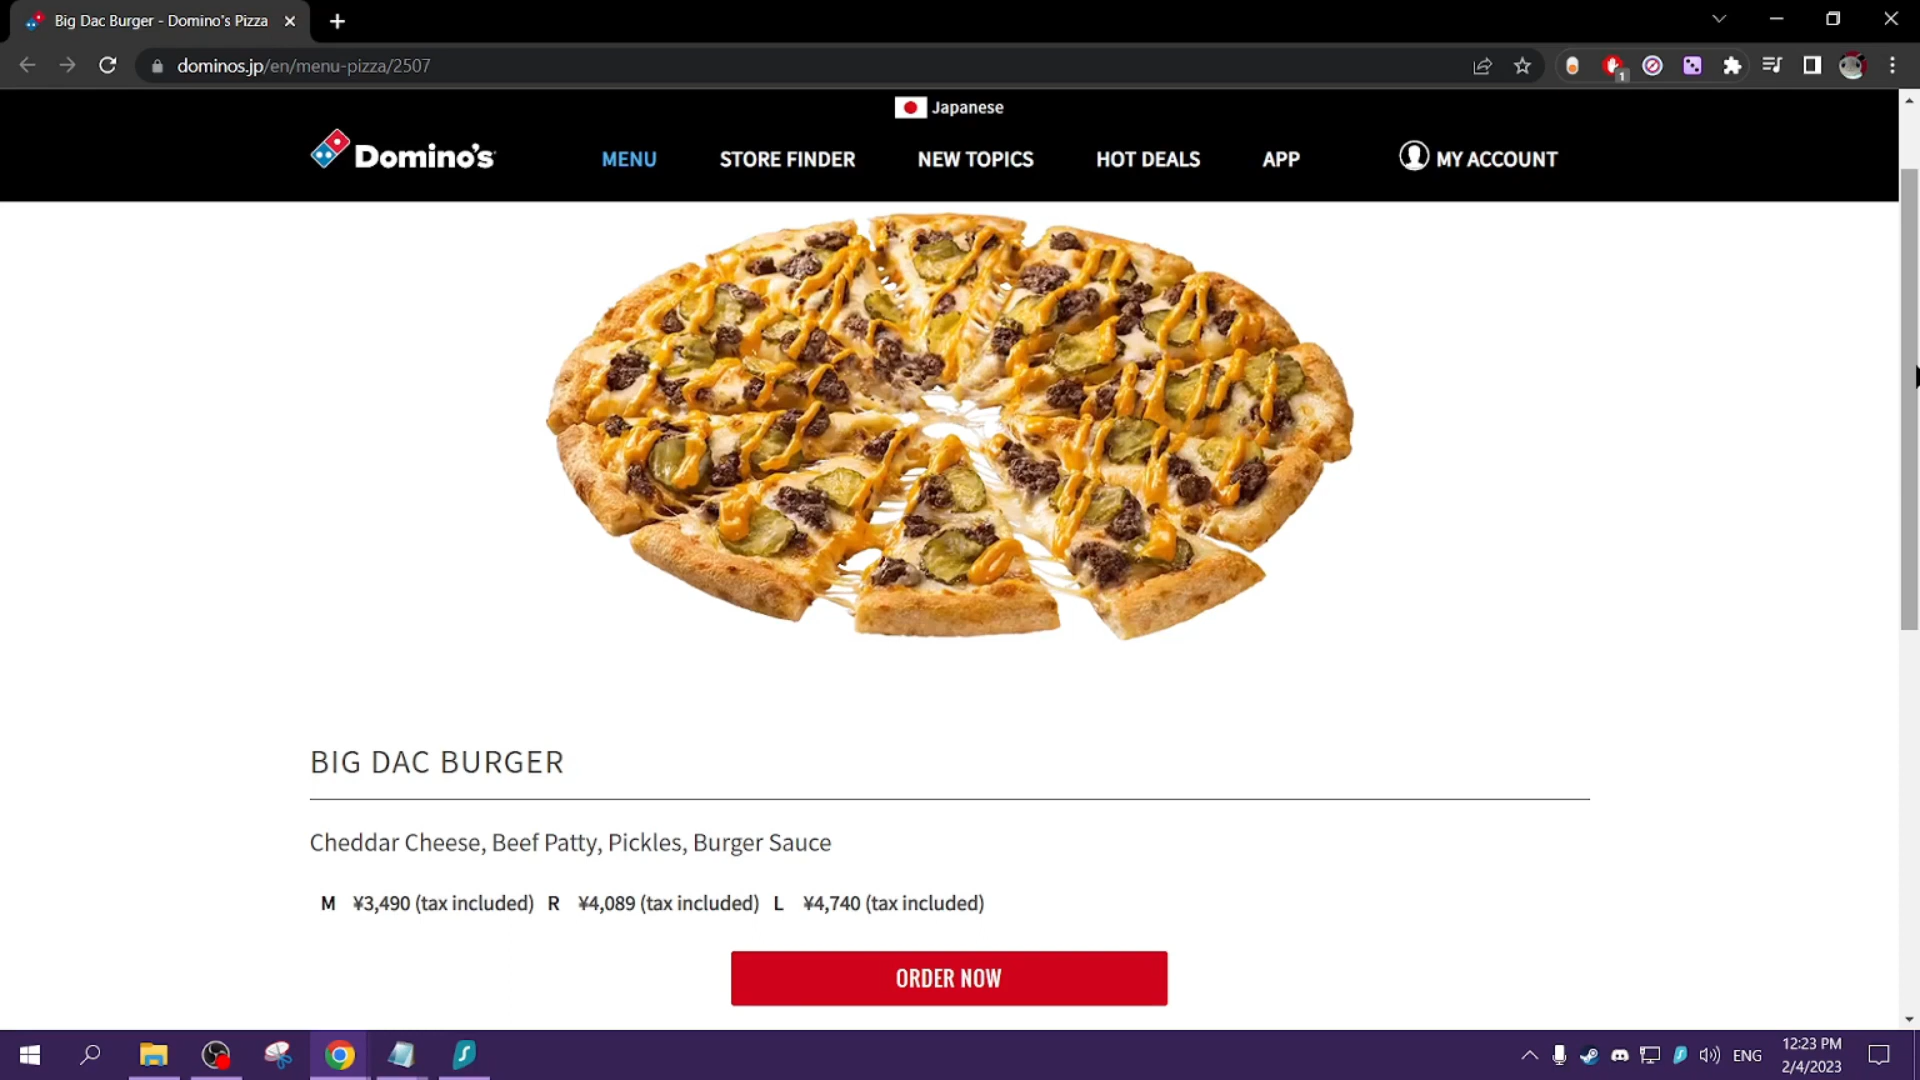 Big Dac Burger - Domino's Pizza
dominos.jp/en/menu-pizza/2507
1
Japanese
Domino's
MENU
STORE FINDER
NEW TOPICS
HOT DEALS
APP
MY ACCOUNT
BIG DAC BURGER
Cheddar Cheese, Beef Patty, Pickles, Burger Sauce
M ¥3,490 (tax included) R ¥4,089 (tax included) L ¥4,740 (tax included)
ORDER NOW
ENG
12:23 PM
2/4/2023